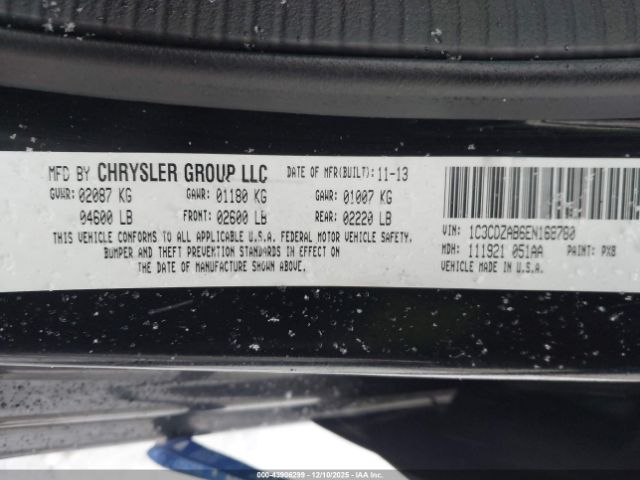 MFD BY CHRYSLER GROUP LLC DATE OF MFR(BUILT): 11-13
GVWR: 02087 KG GAWR: 01180 KG GAWR: 01007 KG
04600 LB FRONT: 02600 LB REAR: 02220 LB
THIS VEHICLE CONFORMS TO ALL APPLICABLE U.S.A. FEDERAL MOTOR VEHICLE SAFETY,
BUMPER AND THEFT PREVENTION STANDARDS IN EFFECT ON
THE DATE OF MANUFACTURE SHOWN ABOVE.
VIN: 1C3CDZAB6EN168760
MDH: 111921 051AA PAINT: PX8
VEHICLE MADE IN U.S.A.
000-43906299 - 12/10/2025 - IAA Inc.